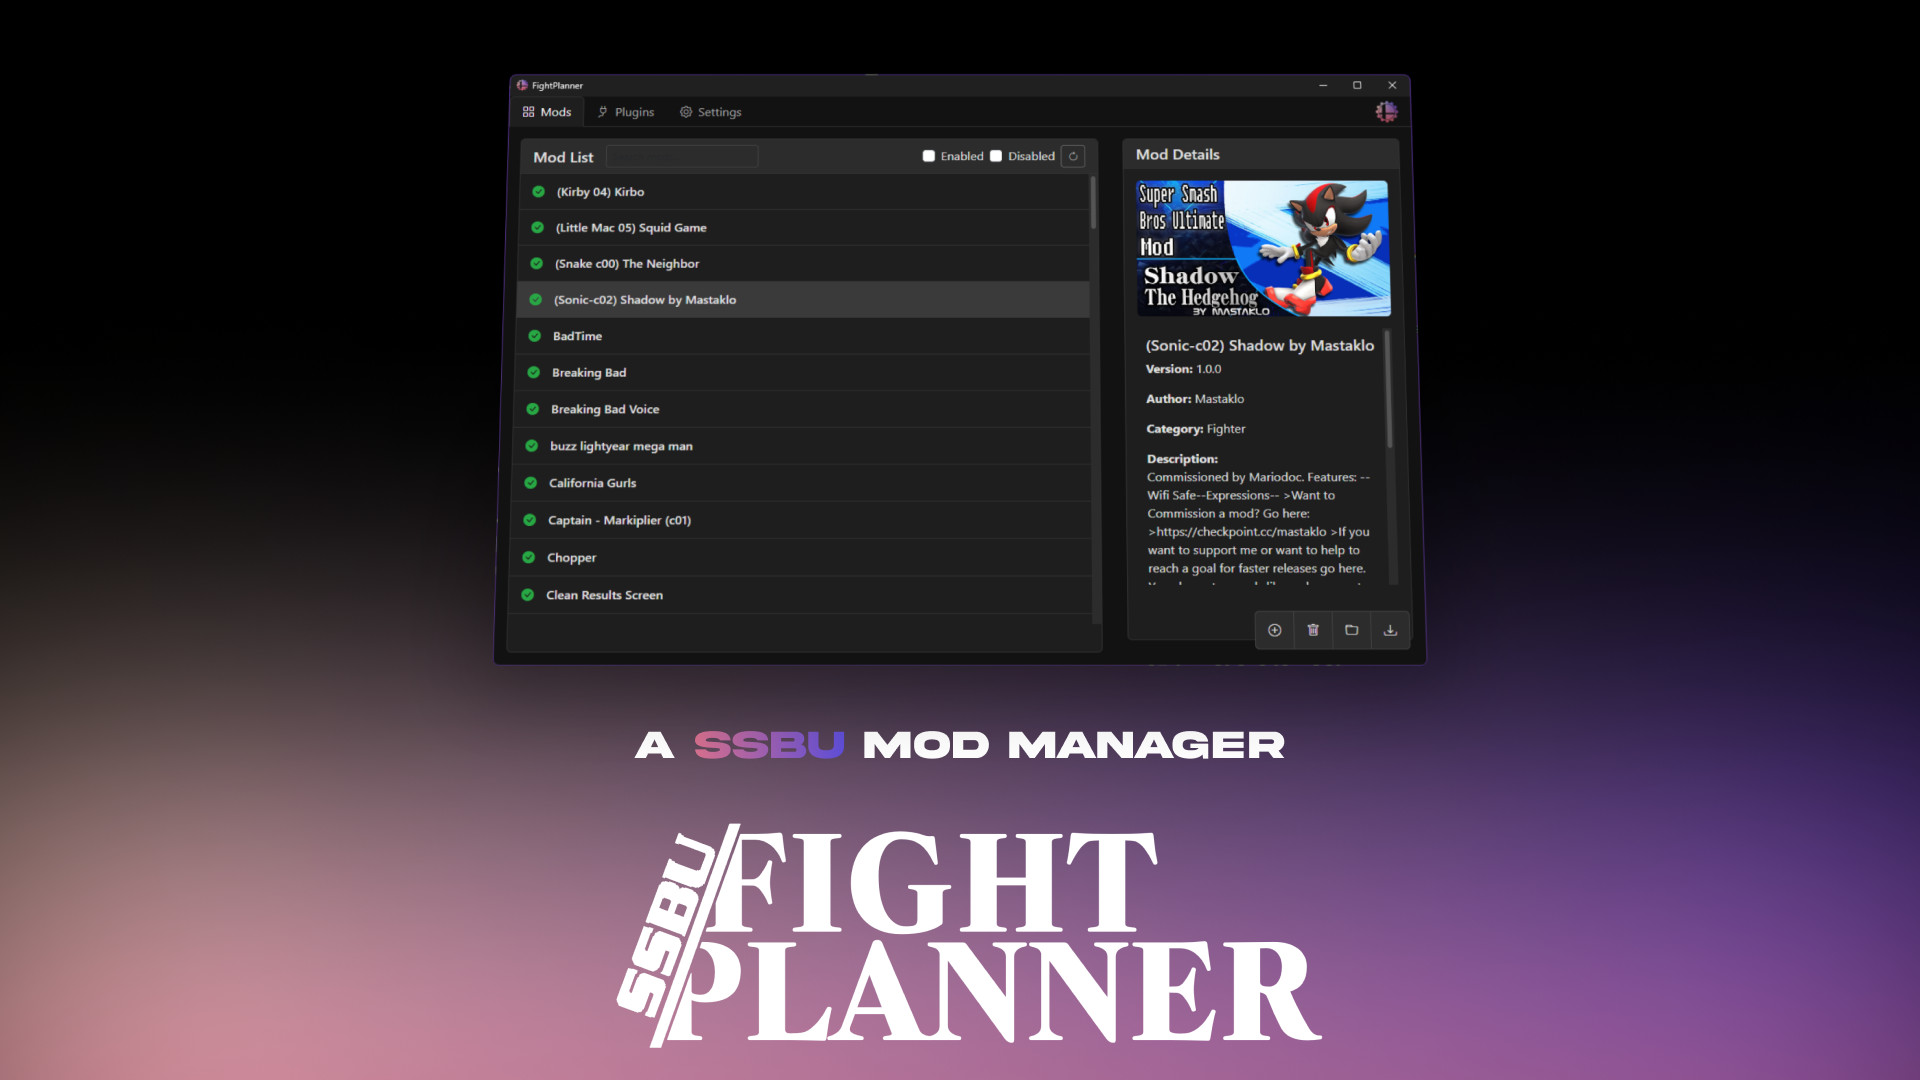 FightPlanner
Mods
Plugins
Settings
Mod List
Enabled
Disabled
(Kirby 04) Kirbo
(Little Mac 05) Squid Game
(Snake c00) The Neighbor
(Sonic-c02) Shadow by Mastaklo
BadTime
Breaking Bad
Breaking Bad Voice
buzz lightyear mega man
California Gurls
Captain - Markiplier (c01)
Chopper
Clean Results Screen
Mod Details
Super Smash
Bros Ultimate
Mod
Shadow
The Hedgehog
BY MASTAKLO
(Sonic-c02) Shadow by Mastaklo
Version: 1.0.0
Author: Mastaklo
Category: Fighter
Description:
Commissioned by Mariodoc. Features: --
Wifi Safe--Expressions-- >Want to
Commission a mod? Go here:
>https://checkpoint.cc/mastaklo >If you
want to support me or want to help to
reach a goal for faster releases go here.
A SSBU MOD MANAGER
SSBU
FIGHT
PLANNER